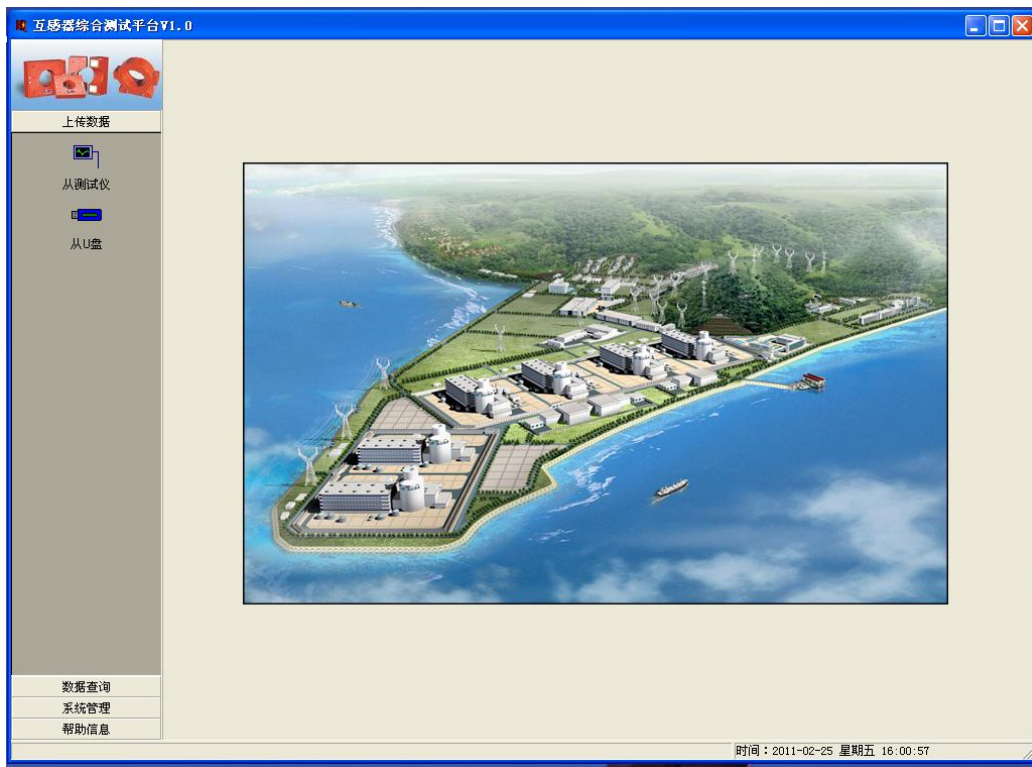 互感器综合测试平台V1.0
上传数据
从测试仪
从U盘
数据查询
系统管理
帮助信息
时间：2011-02-25 星期五 16:00:57